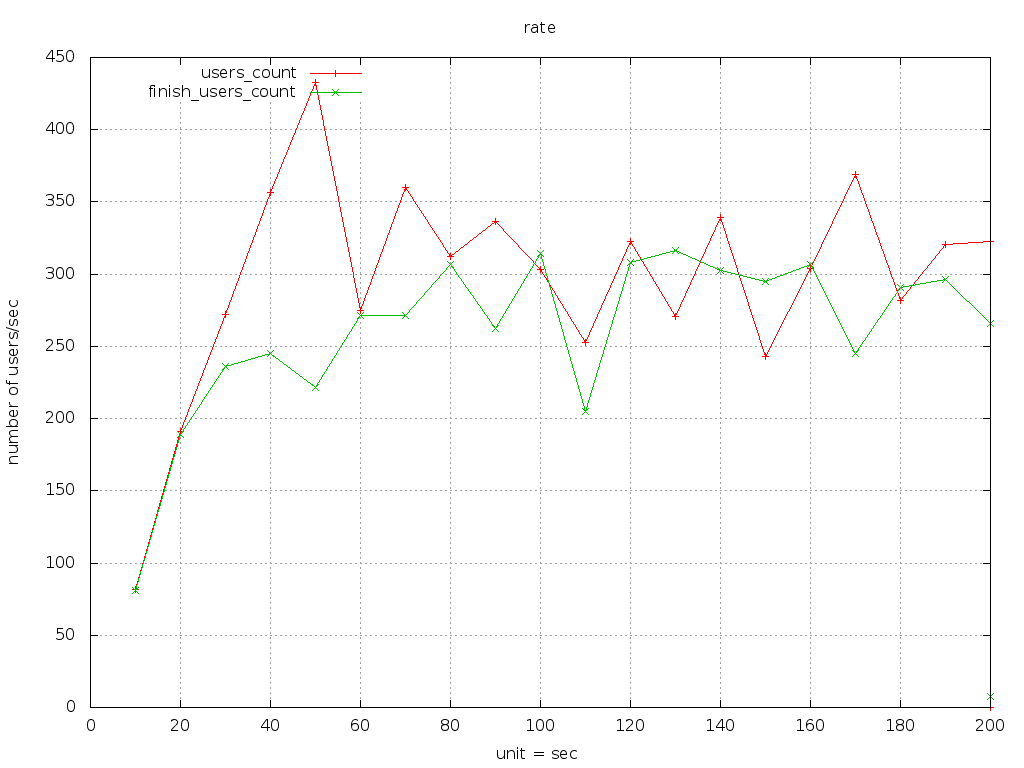 rate
users_count
finish_users_count
450
400
350
300
250
200
150
100
50
0
number of users/sec
0 20 40 60 80 100 120 140 160 180 200
unit = sec